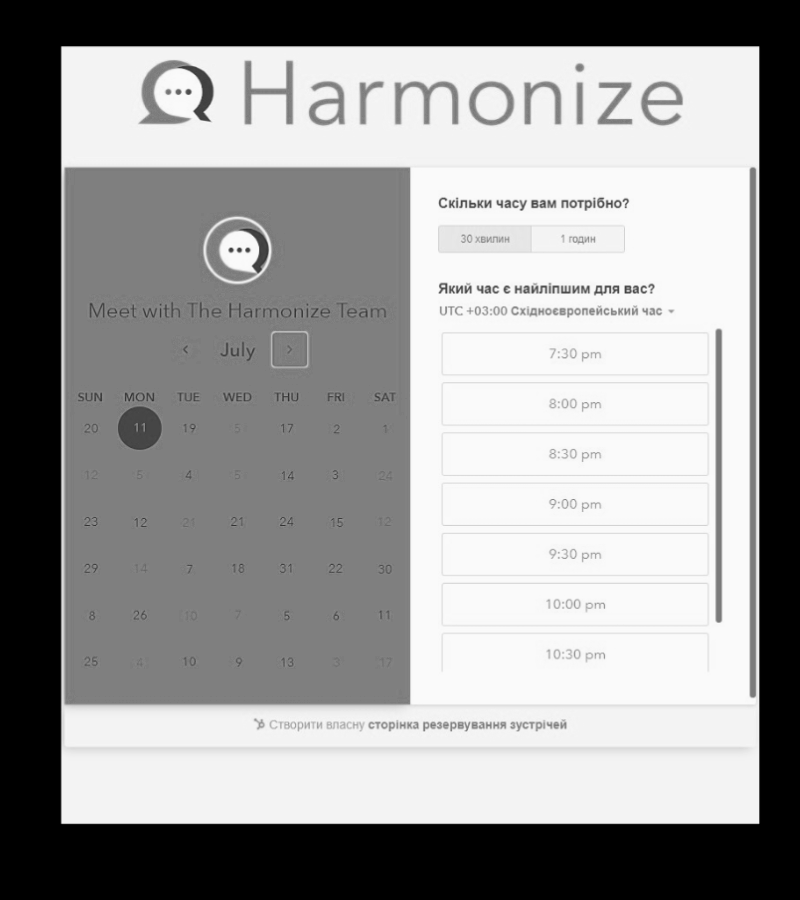 Harmonize
Meet with The Harmonize Team
July
SUN MON TUE WED THU FRI SAT
20 11 19 5 17 2 1
12 5 4 5 14 3 24
23 12 21 21 24 15 12
29 14 7 18 31 22 30
8 26 10 7 5 6 11
25 4 10 9 13 3 17
Скільки часу вам потрібно?
30 хвилин 1 годин
Який час є найліпшим для вас?
UTC +03:00 Східноєвропейський час
7:30 pm
8:00 pm
8:30 pm
9:00 pm
9:30 pm
10:00 pm
10:30 pm
Створити власну сторінка резервування зустрічей